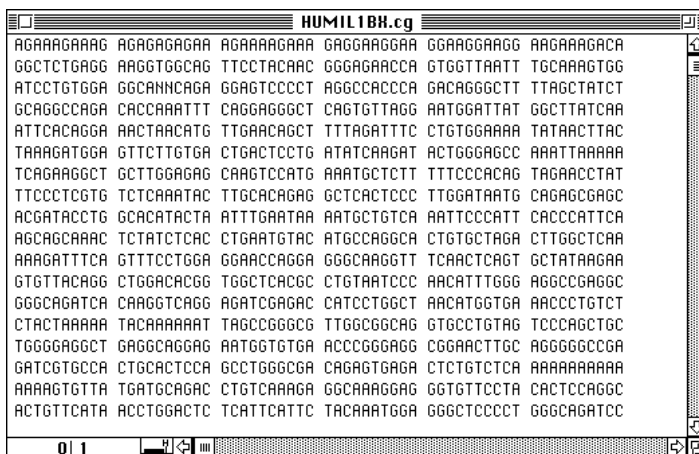 HUMIL1BX.cg
AGAAAGAAAG AGAGAGAGAA AGAAAAGAAA GAGGAAGGAA GGAAGGAAGG AAGAAAGACA
GGCTCTGAGG AAGGTGGCAG TTCCTACAAC GGGAGAACCA GTGGTTAATT TGCAAAGTGG
ATCCTGTGGA GGCANNCAGA GGAGTCCCCT AGGCCACCCA GACAGGGCTT TTAGCTATCT
GCAGGCCAGA CACCAAATTT CAGGAGGGCT CAGTGTTAGG AATGGATTAT GGCTTATCAA
ATTCACAGGA AACTAACATG TTGAACAGCT TTTAGATTTC CTGTGGAAAA TATAACTTAC
TAAAGATGGA GTTCTTGTGA CTGACTCCTG ATATCAAGAT ACTGGGAGCC AAATTAAAAA
TCAGAAGGCT GCTTGGAGAG CAAGTCCATG AAATGCTCTT TTTCCCACAG TAGAACCTAT
TTCCCTCGTG TCTCAAATAC TTGCACAGAG GCTCACTCCC TTGGATAATG CAGAGCGAGC
ACGATACCTG GCACATACTA ATTTGAATAA AATGCTGTCA AATTCCCATT CACCCATTCA
AGCAGCAAAC TCTATCTCAC CTGAATGTAC ATGCCAGGCA CTGTGCTAGA CTTGGCTCAA
AAAGATTTCA GTTTCCTGGA GGAACCAGGA GGGCAAGGTT TCAACTCAGT GCTATAAGAA
GTGTTACAGG CTGGACACGG TGGCTCACGC CTGTAATCCC AACATTTGGG AGGCCGAGGC
GGGCAGATCA CAAGGTCAGG AGATCGAGAC CATCCTGGCT AACATGGTGA AACCCTGTCT
CTACTAAAAA TACAAAAAAT TAGCCGGGCG TTGGCGGCAG GTGCCTGTAG TCCCAGCTGC
TGGGGAGGCT GAGGCAGGAG AATGGTGTGA ACCCGGGAGG CGGAACTTGC AGGGGGCCGA
GATCGTGCCA CTGCACTCCA GCCTGGGCGA CAGAGTGAGA CTCTGTCTCA AAAAAAAAAA
AAAAGTGTTA TGATGCAGAC CTGTCAAAGA GGCAAAGGAG GGTGTTCCTA CACTCCAGGC
ACTGTTCATA ACCTGGACTC TCATTCATTC TACAAATGGA GGGCTCCCCT GGGCAGATCC
0| 1